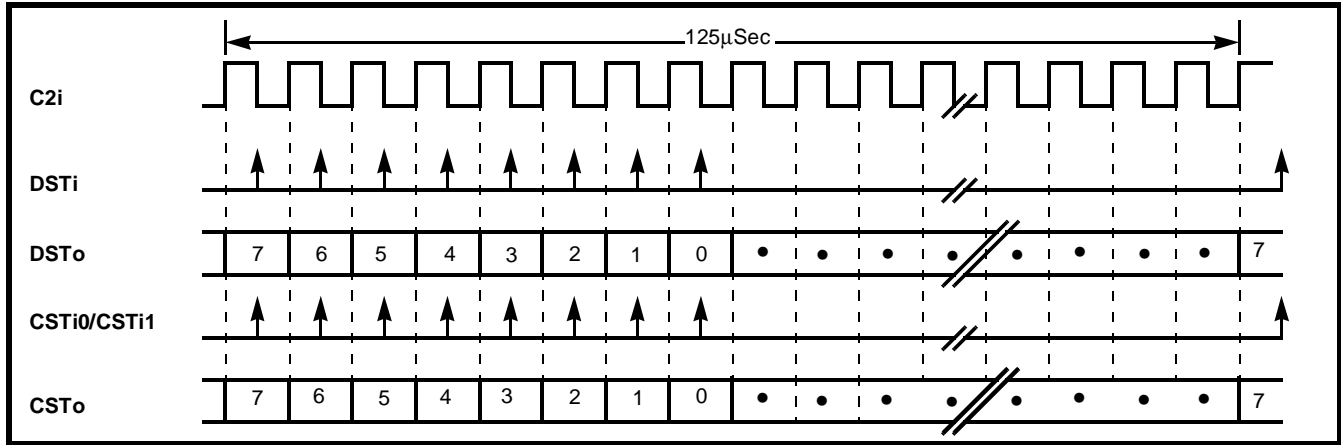 125μSec
C2i
DSTi
DSTo 7 6 5 4 3 2 1 0 • • • • • • • • 7
CSTi0/CSTi1
CSTo 7 6 5 4 3 2 1 0 • • • • • • • • 7